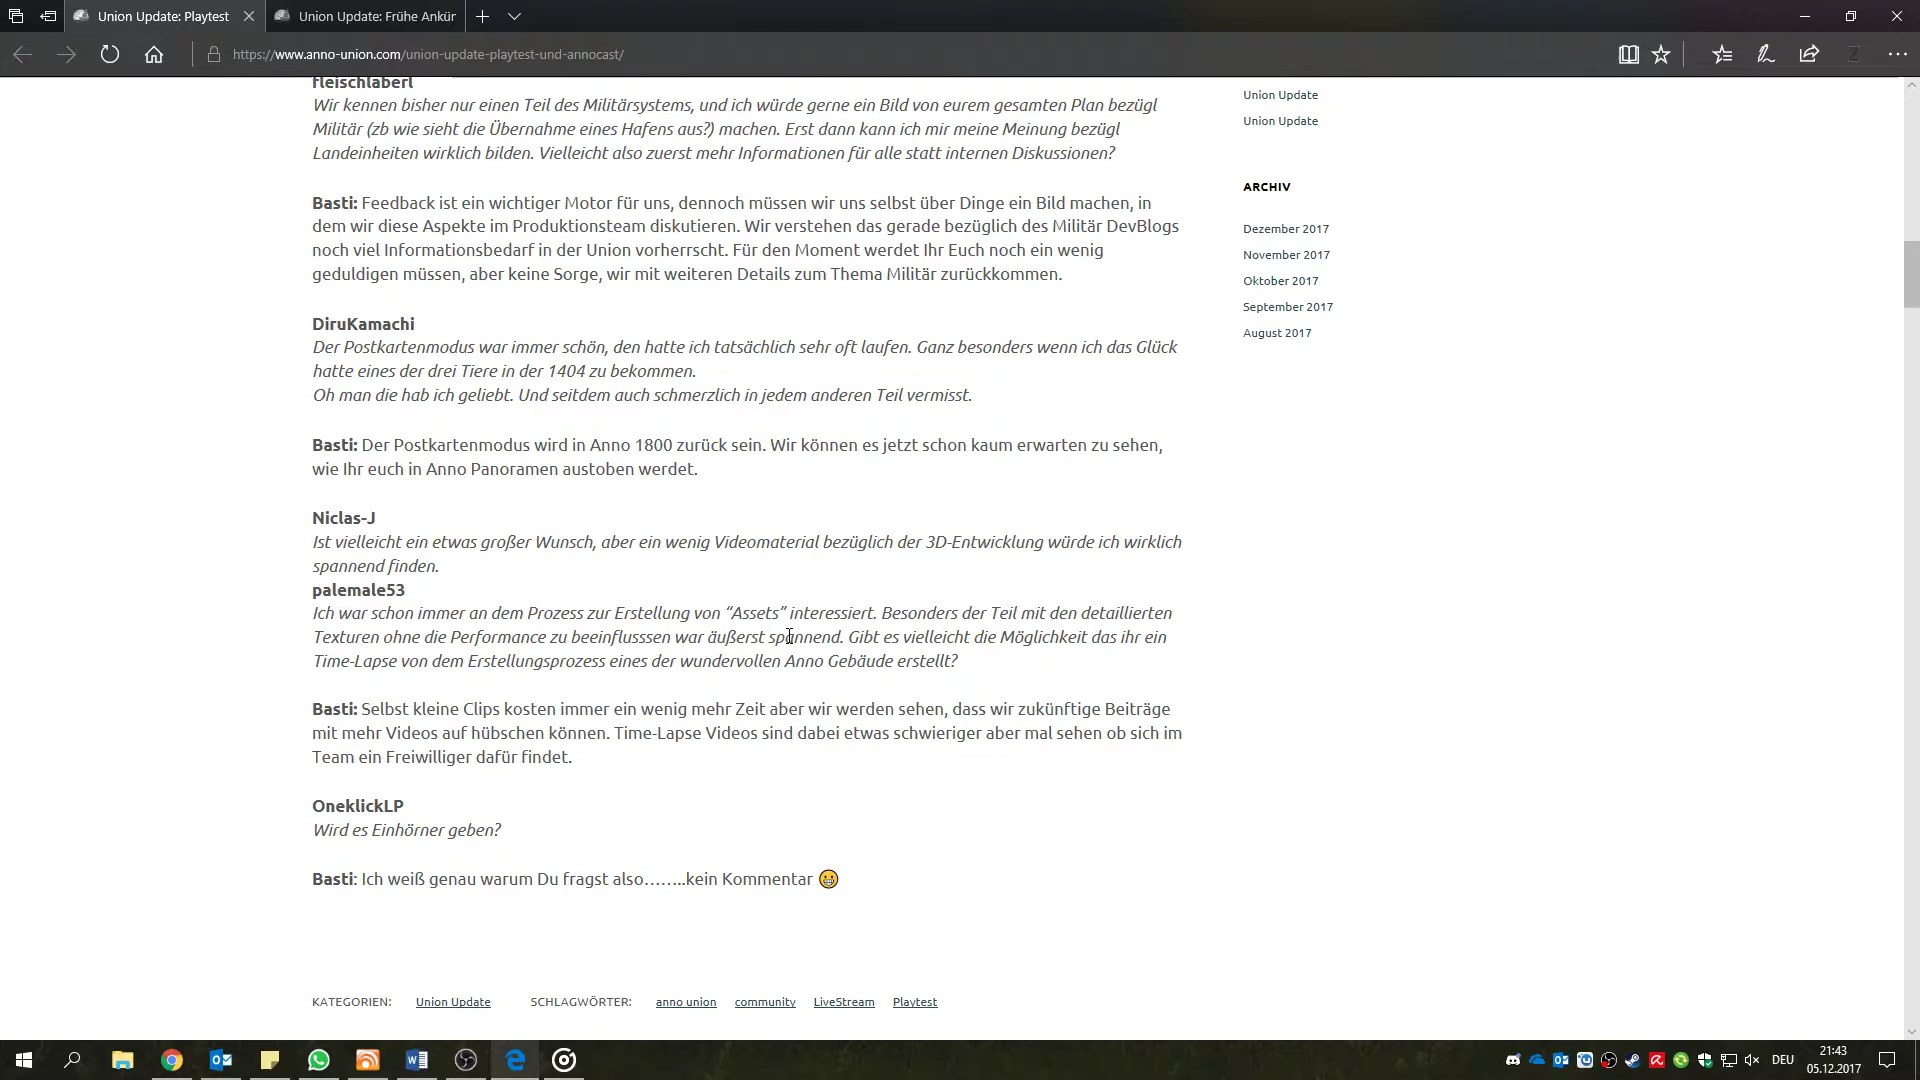 Union Update: Playtest
Union Update: Frühe Ankür
https://www.anno-union.com/union-update-playtest-und-annocast/
fleischlaberl
Wir kennen bisher nur einen Teil des Militärsystems, und ich würde gerne ein Bild von eurem gesamten Plan bezügl
Militär (zb wie sieht die Übernahme eines Hafens aus?) machen. Erst dann kann ich mir meine Meinung bezügl
Landeinheiten wirklich bilden. Vielleicht also zuerst mehr Informationen für alle statt internen Diskussionen?
Basti: Feedback ist ein wichtiger Motor für uns, dennoch müssen wir uns selbst über Dinge ein Bild machen, in
dem wir diese Aspekte im Produktionsteam diskutieren. Wir verstehen das gerade bezüglich des Militär DevBlogs
noch viel Informationsbedarf in der Union vorherrscht. Für den Moment werdet Ihr Euch noch ein wenig
geduldigen müssen, aber keine Sorge, wir mit weiteren Details zum Thema Militär zurückkommen.
DiruKamachi
Der Postkartenmodus war immer schön, den hatte ich tatsächlich sehr oft laufen. Ganz besonders wenn ich das Glück
hatte eines der drei Tiere in der 1404 zu bekommen.
Oh man die hab ich geliebt. Und seitdem auch schmerzlich in jedem anderen Teil vermisst.
Basti: Der Postkartenmodus wird in Anno 1800 zurück sein. Wir können es jetzt schon kaum erwarten zu sehen,
wie Ihr euch in Anno Panoramen austoben werdet.
Niclas-J
Ist vielleicht ein etwas großer Wunsch, aber ein wenig Videomaterial bezüglich der 3D-Entwicklung würde ich wirklich
spannend finden.
palemale53
Ich war schon immer an dem Prozess zur Erstellung von “Assets” interessiert. Besonders der Teil mit den detaillierten
Texturen ohne die Performance zu beeinflusssen war äußerst spannend. Gibt es vielleicht die Möglichkeit das ihr ein
Time-Lapse von dem Erstellungsprozess eines der wundervollen Anno Gebäude erstellt?
Basti: Selbst kleine Clips kosten immer ein wenig mehr Zeit aber wir werden sehen, dass wir zukünftige Beiträge
mit mehr Videos auf hübschen können. Time-Lapse Videos sind dabei etwas schwieriger aber mal sehen ob sich im
Team ein Freiwilliger dafür findet.
OneklickLP
Wird es Einhörner geben?
Basti: Ich weiß genau warum Du fragst also……..kein Kommentar 😀
KATEGORIEN: Union Update SCHLAGWÖRTER: anno union community LiveStream Playtest
Union Update
Union Update
ARCHIV
Dezember 2017
November 2017
Oktober 2017
September 2017
August 2017
DEU
21:43
05.12.2017